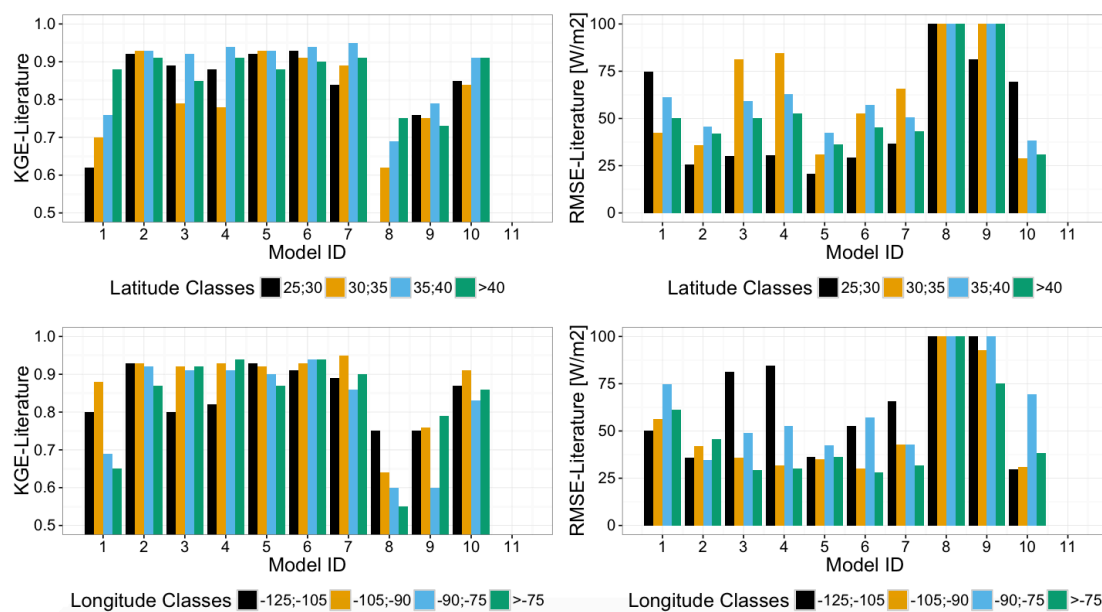 KGE-Literature
1.0
0.9
0.8
0.7
0.6
0.5
1 2 3 4 5 6 7 8 9 10 11
Model ID
Latitude Classes 25;30 30;35 35;40 >40
RMSE-Literature [W/m2]
100
75
50
25
0
1 2 3 4 5 6 7 8 9 10 11
Model ID
Latitude Classes 25;30 30;35 35;40 >40
KGE-Literature
1.0
0.9
0.8
0.7
0.6
0.5
1 2 3 4 5 6 7 8 9 10 11
Model ID
Longitude Classes -125;-105 -105;-90 -90;-75 >-75
RMSE-Literature [W/m2]
100
75
50
25
0
1 2 3 4 5 6 7 8 9 10 11
Model ID
Longitude Classes -125;-105 -105;-90 -90;-75 >-75